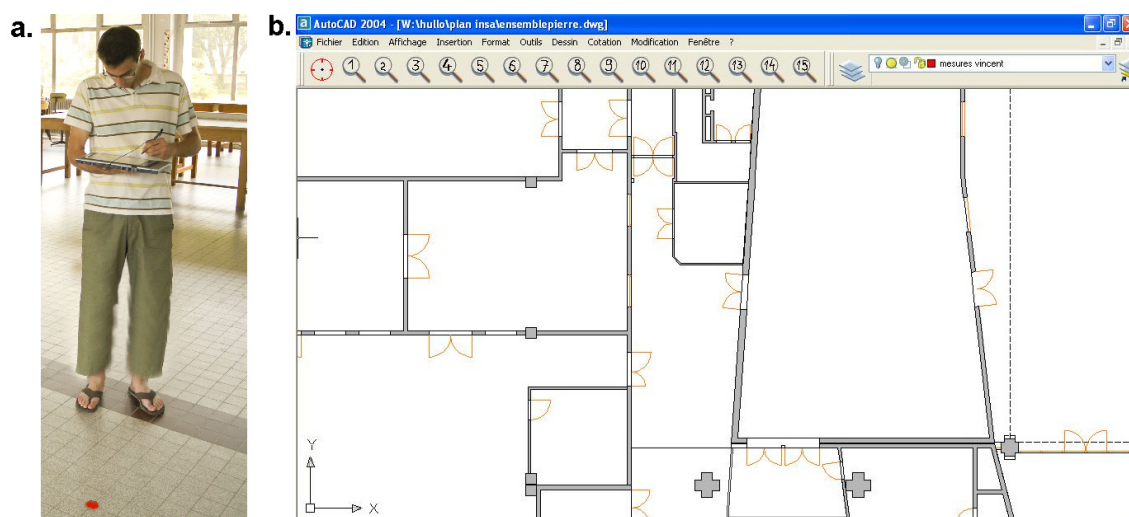 a.
b.
AutoCAD 2004 - [W:\hullo\plan insa\ensemblepierre.dwg]
Fichier Edition Affichage Insertion Format Outils Dessin Cotation Modification Fenêtre ?
1 2 3 4 5 6 7 8 9 10 11 12 13 14 15
mesures vincent
Y
X